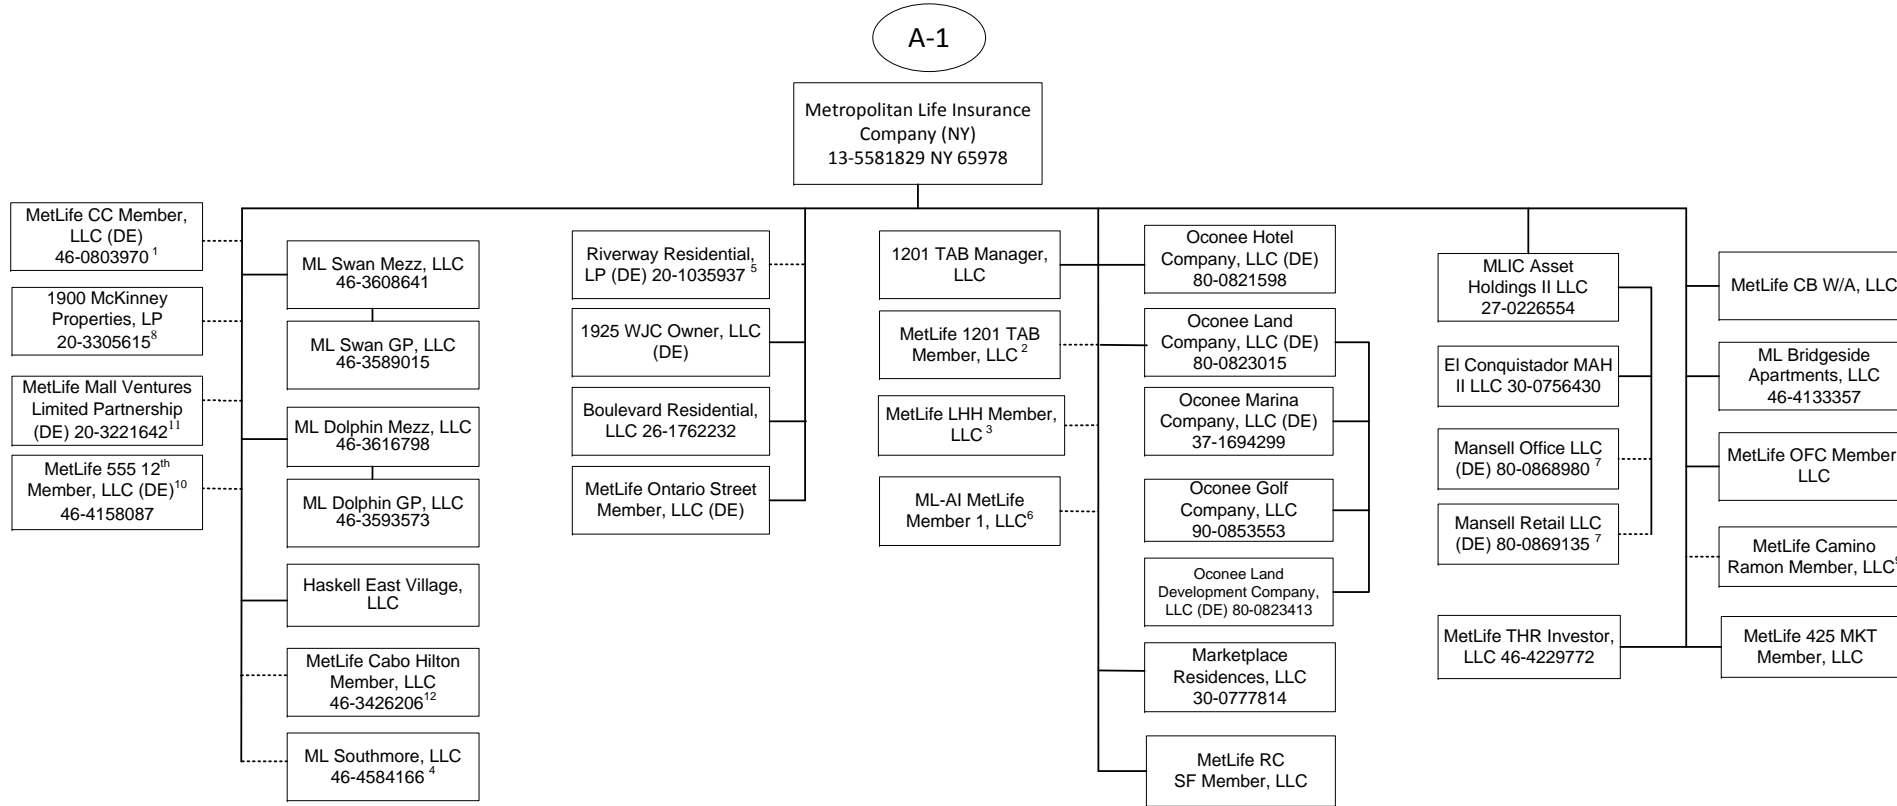 A-1
Metropolitan Life Insurance
Company (NY)
13-5581829 NY 65978
MetLife CC Member,
LLC (DE)
46-0803970 1
1900 McKinney
Properties, LP
20-3305615 8
MetLife Mall Ventures
Limited Partnership
(DE) 20-3221642 11
MetLife 555 12th
Member, LLC (DE) 10
46-4158087
ML Swan Mezz, LLC
46-3608641
ML Swan GP, LLC
46-3589015
ML Dolphin Mezz, LLC
46-3616798
ML Dolphin GP, LLC
46-3593573
Haskell East Village,
LLC
MetLife Cabo Hilton
Member, LLC
46-3426206 12
ML Southmore, LLC
46-4584166 4
Riverway Residential,
LP (DE) 20-1035937 5
1925 WJC Owner, LLC
(DE)
Boulevard Residential,
LLC 26-1762232
MetLife Ontario Street
Member, LLC (DE)
1201 TAB Manager,
LLC
MetLife 1201 TAB
Member, LLC 2
MetLife LHH Member,
LLC 3
ML-AI MetLife
Member 1, LLC 6
Oconee Hotel
Company, LLC (DE)
80-0821598
Oconee Land
Company, LLC (DE)
80-0823015
Oconee Marina
Company, LLC (DE)
37-1694299
Oconee Golf
Company, LLC
90-0853553
Oconee Land
Development Company,
LLC (DE) 80-0823413
Marketplace
Residences, LLC
30-0777814
MetLife RC
SF Member, LLC
MLIC Asset
Holdings II LLC
27-0226554
El Conquistador MAH
II LLC 30-0756430
Mansell Office LLC
(DE) 80-0868980 7
Mansell Retail LLC
(DE) 80-0869135 7
MetLife THR Investor,
LLC 46-4229772
MetLife CB W/A, LLC
ML Bridgeside
Apartments, LLC
46-4133357
MetLife OFC Member
LLC
MetLife Camino
Ramon Member, LLC 9
MetLife 425 MKT
Member, LLC